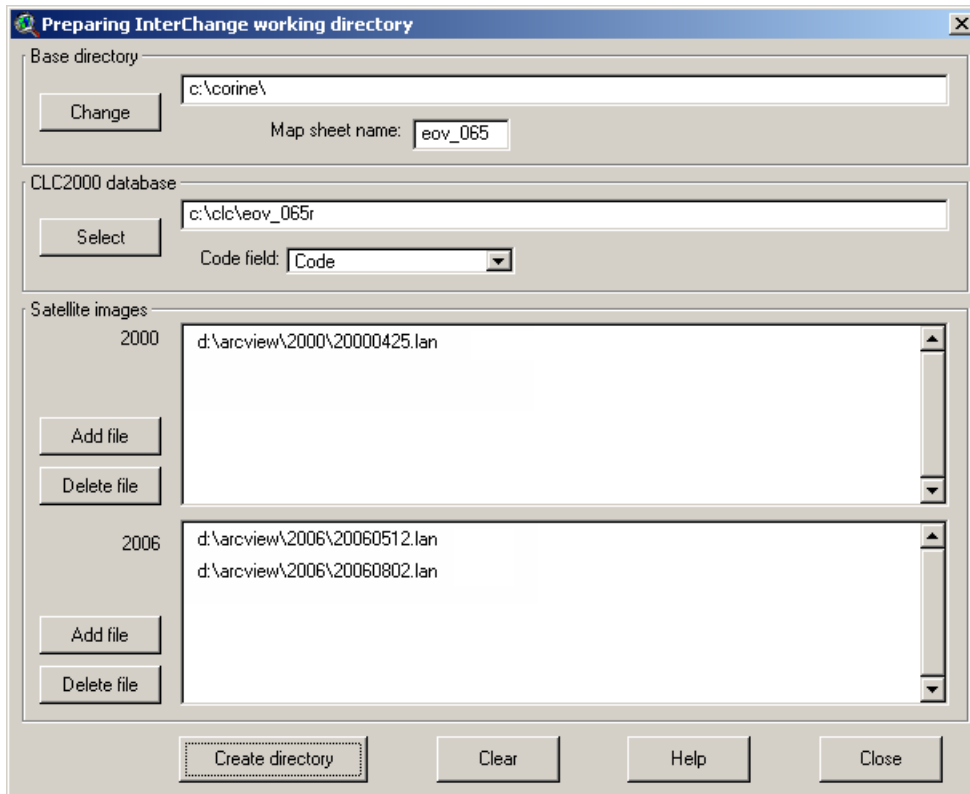 Preparing InterChange working directory
Base directory
Change
c:\corine\
Map sheet name: eov_065
CLC2000 database
Select
c:\clc\eov_065r
Code field: Code
Satellite images
2000
d:\arcview\2000\20000425.lan
Add file
Delete file
2006
d:\arcview\2006\20060512.lan
d:\arcview\2006\20060802.lan
Add file
Delete file
Create directory
Clear
Help
Close